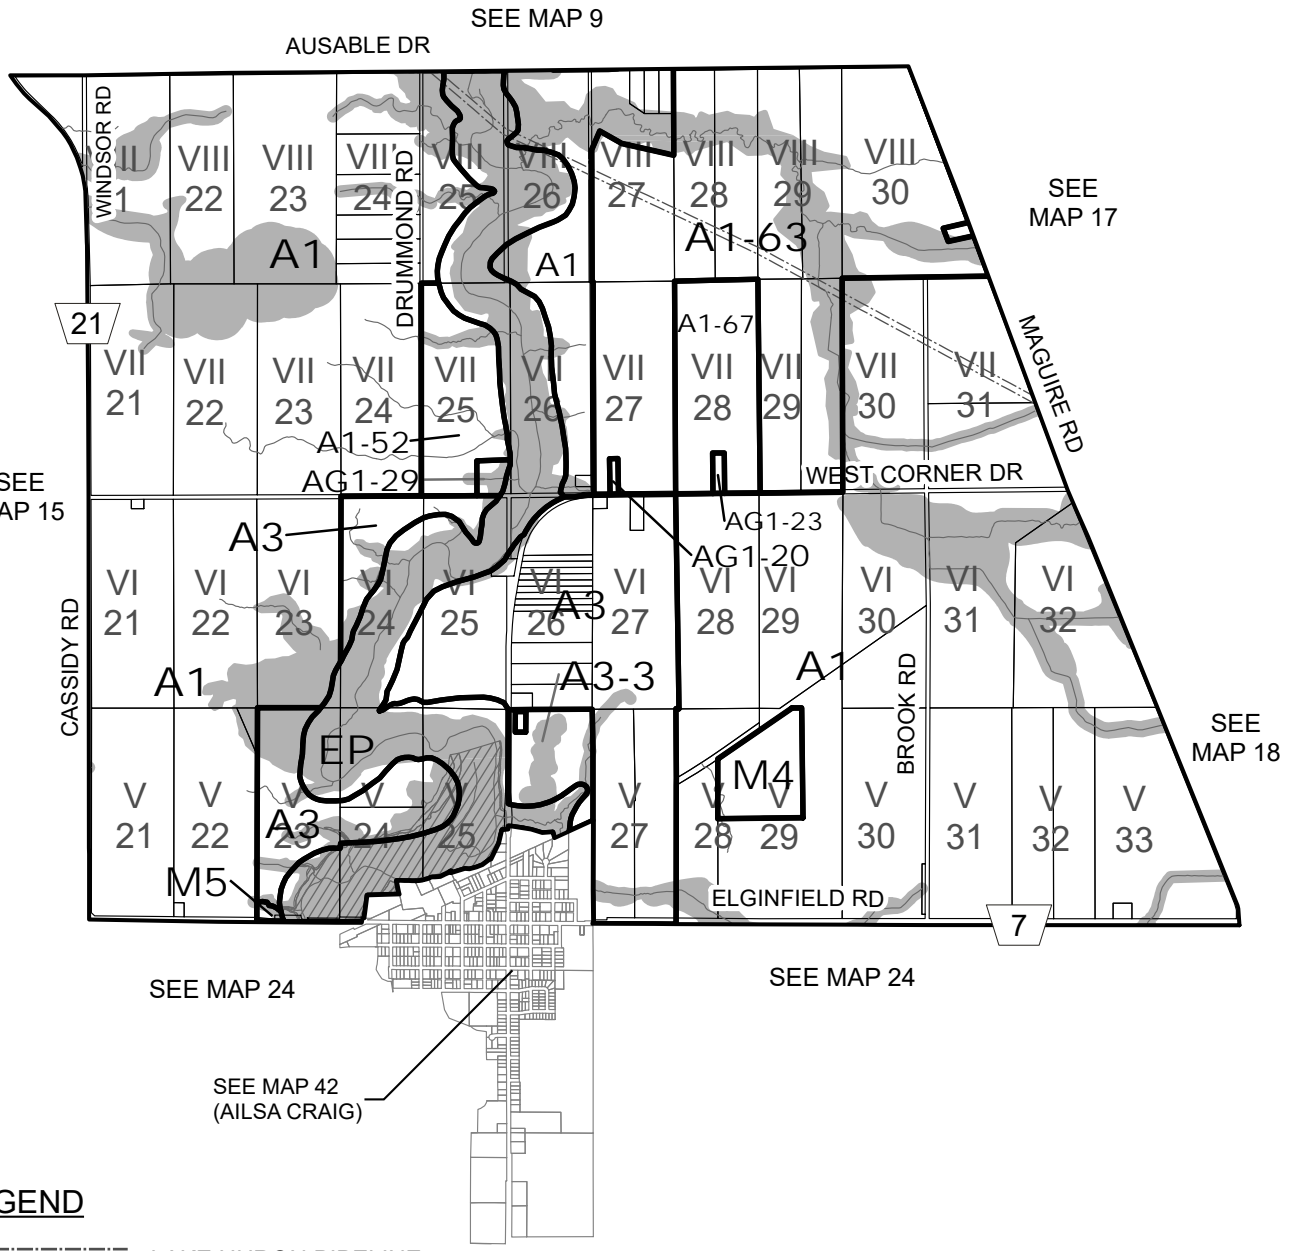 SEE MAP 9
AUSABLE DR
WINDSOR RD
DRUMMOND RD
VIII
22
VIII
23
24
VIII
25
VIII
26
VIII
27
VIII
28
VIII
29
VIII
30
SEE
MAP 17
A1
A1
A1-63
21
A1-67
MAGUIRE RD
VII
21
VII
22
VII
23
VII
24
VII
25
VII
26
VII
27
VII
28
VII
29
VII
30
VII
31
A1-52
AG1-29
WEST CORNER DR
SEE
AP 15
A3
AG1-23
AG1-20
VI
21
VI
22
VI
23
VI
24
VI
25
VI
26
VI
27
VI
28
VI
29
VI
30
VI
31
VI
32
A3
CASSIDY RD
A1
A3-3
A1
BROOK RD
SEE
MAP 18
EP
M4
V
21
V
22
V
23
V
24
V
25
V
27
V
28
V
29
V
30
V
31
V
32
V
33
A3
M5
ELGINFIELD RD
7
SEE MAP 24
SEE MAP 24
SEE MAP 42
(AILSA CRAIG)
GEND